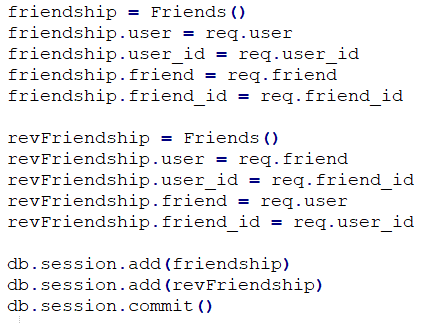 friendship = Friends()
friendship.user = req.user
friendship.user_id = req.user_id
friendship.friend = req.friend
friendship.friend_id = req.friend_id
revFriendship = Friends()
revFriendship.user = req.friend
revFriendship.user_id = req.friend_id
revFriendship.friend = req.user
revFriendship.friend_id = req.user_id
db.session.add(friendship)
db.session.add(revFriendship)
db.session.commit()